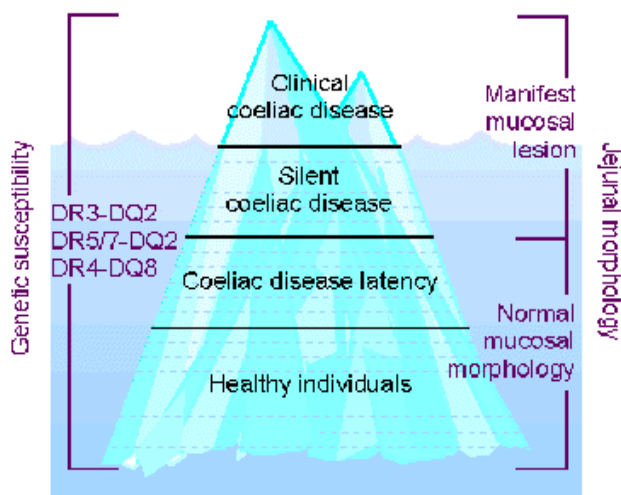 Clinical
coeliac disease
Silent
coeliac disease
Coeliac disease latency
Healthy individuals
Genetic susceptibility
DR3-DQ2
DR5/7-DQ2
DR4-DQ8
Manifest
mucosal
lesion
Normal
mucosal
morphology
Jejunal morphology